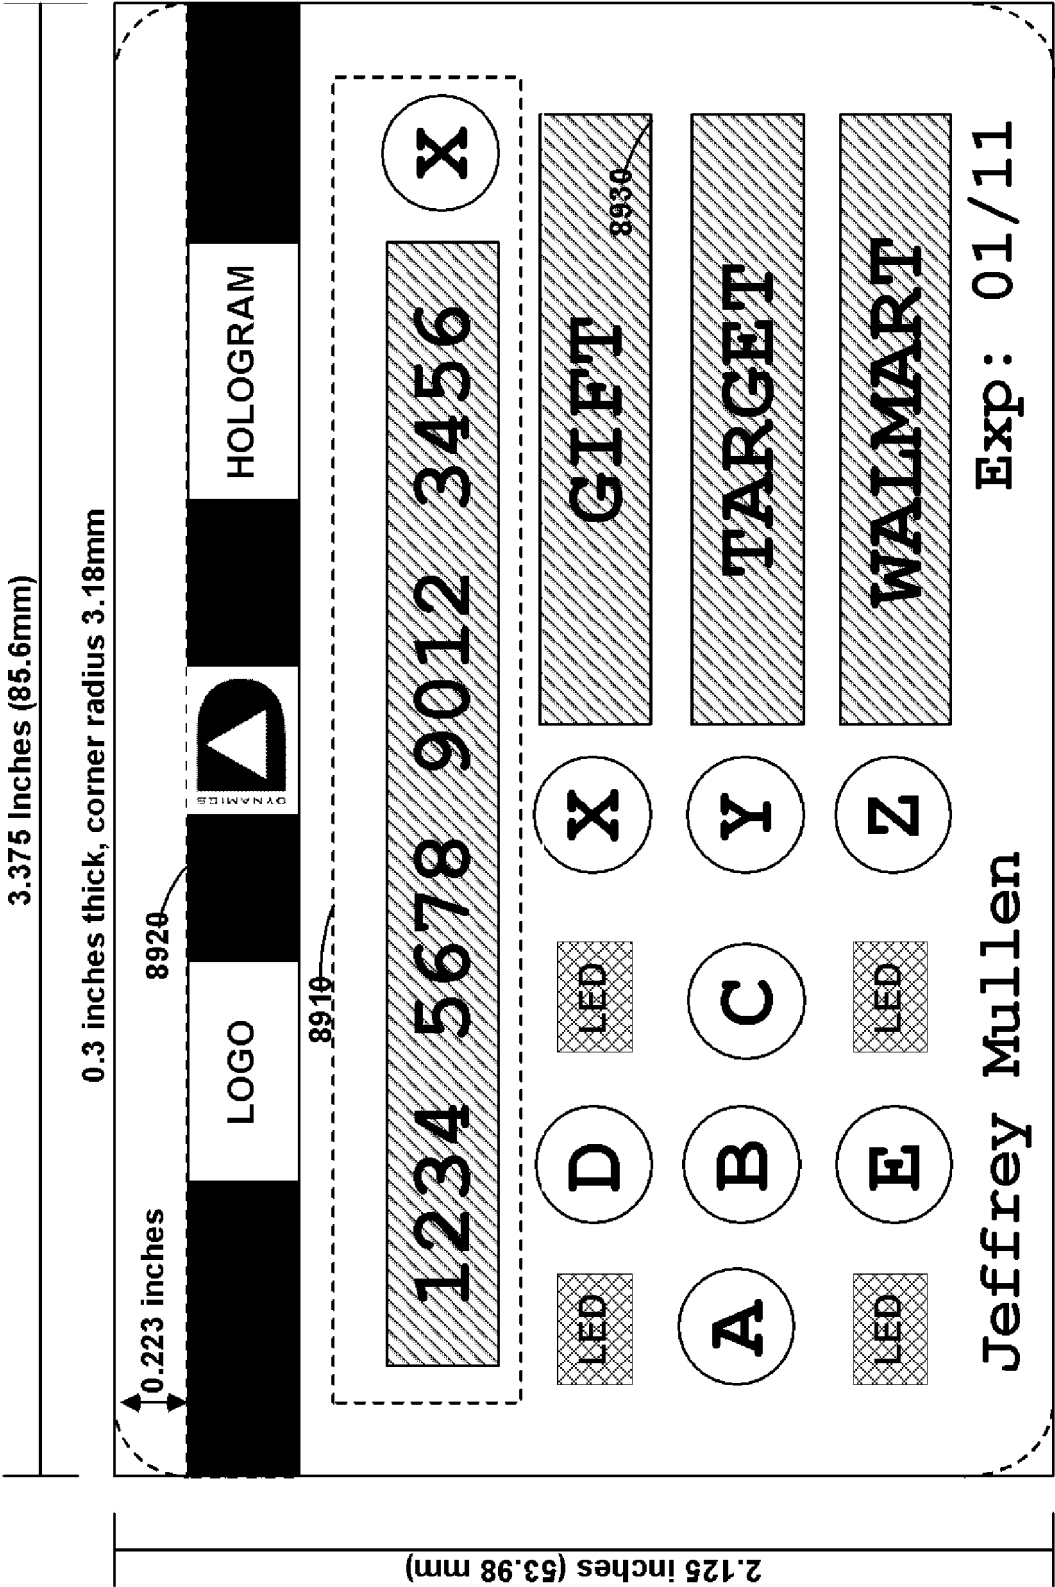 3.375 Inches (85.6mm)
0.3 inches thick, corner radius 3.18mm
0.223 inches
8920
LOGO
DYNAMICS
HOLOGRAM
8910
1234 5678 9012 3456
X
LED
D
LED
X
GIFT
8930
A
B
C
Y
TARGET
LED
E
LED
Z
WALMART
Jeffrey Mullen
Exp: 01/11
2.125 inches (53.98 mm)